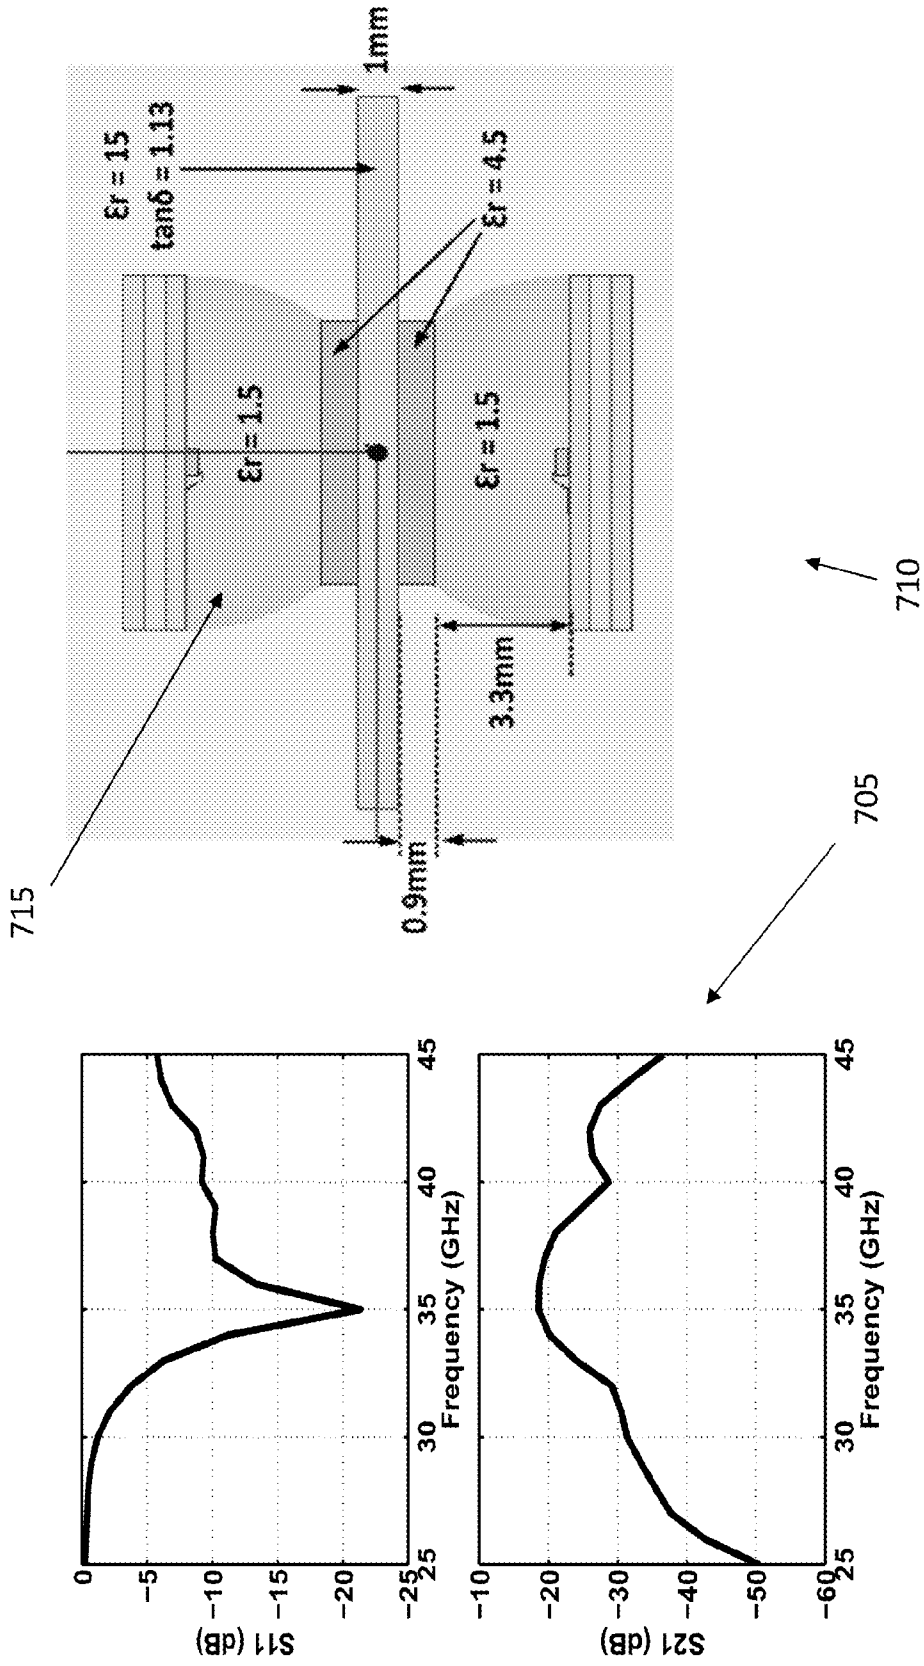 715
0
−5
−10
−15
−20
−25
S11 (dB)
25
30
35
40
45
Frequency (GHz)
−10
−20
−30
−40
−50
−60
S21 (dB)
25
30
35
40
45
Frequency (GHz)
705
εr = 15
tanδ = 1.13
1mm
εr = 1.5
εr = 4.5
εr = 1.5
0.9mm
3.3mm
710